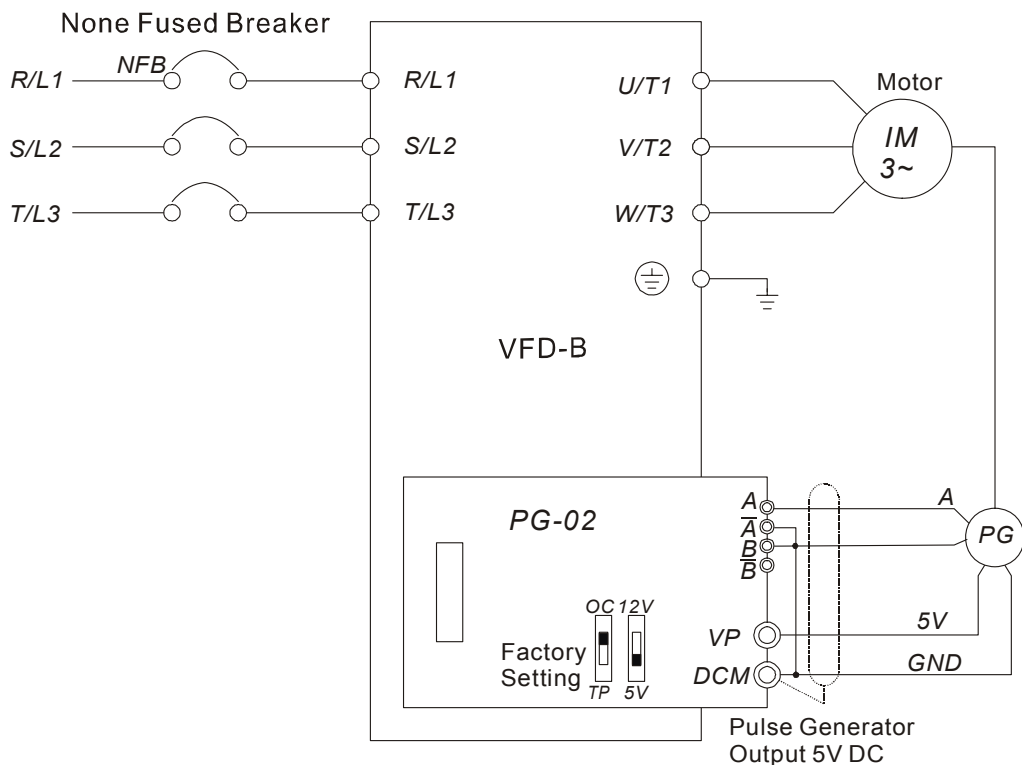 None Fused Breaker
R/L1 NFB R/L1 U/T1 Motor
S/L2 S/L2 V/T2 IM
3~
T/L3 T/L3 W/T3
VFD-B
PG-02
A
A̅
B
B̅
A
PG
OC 12V
Factory
Setting
TP 5V
VP 5V
DCM GND
Pulse Generator
Output 5V DC